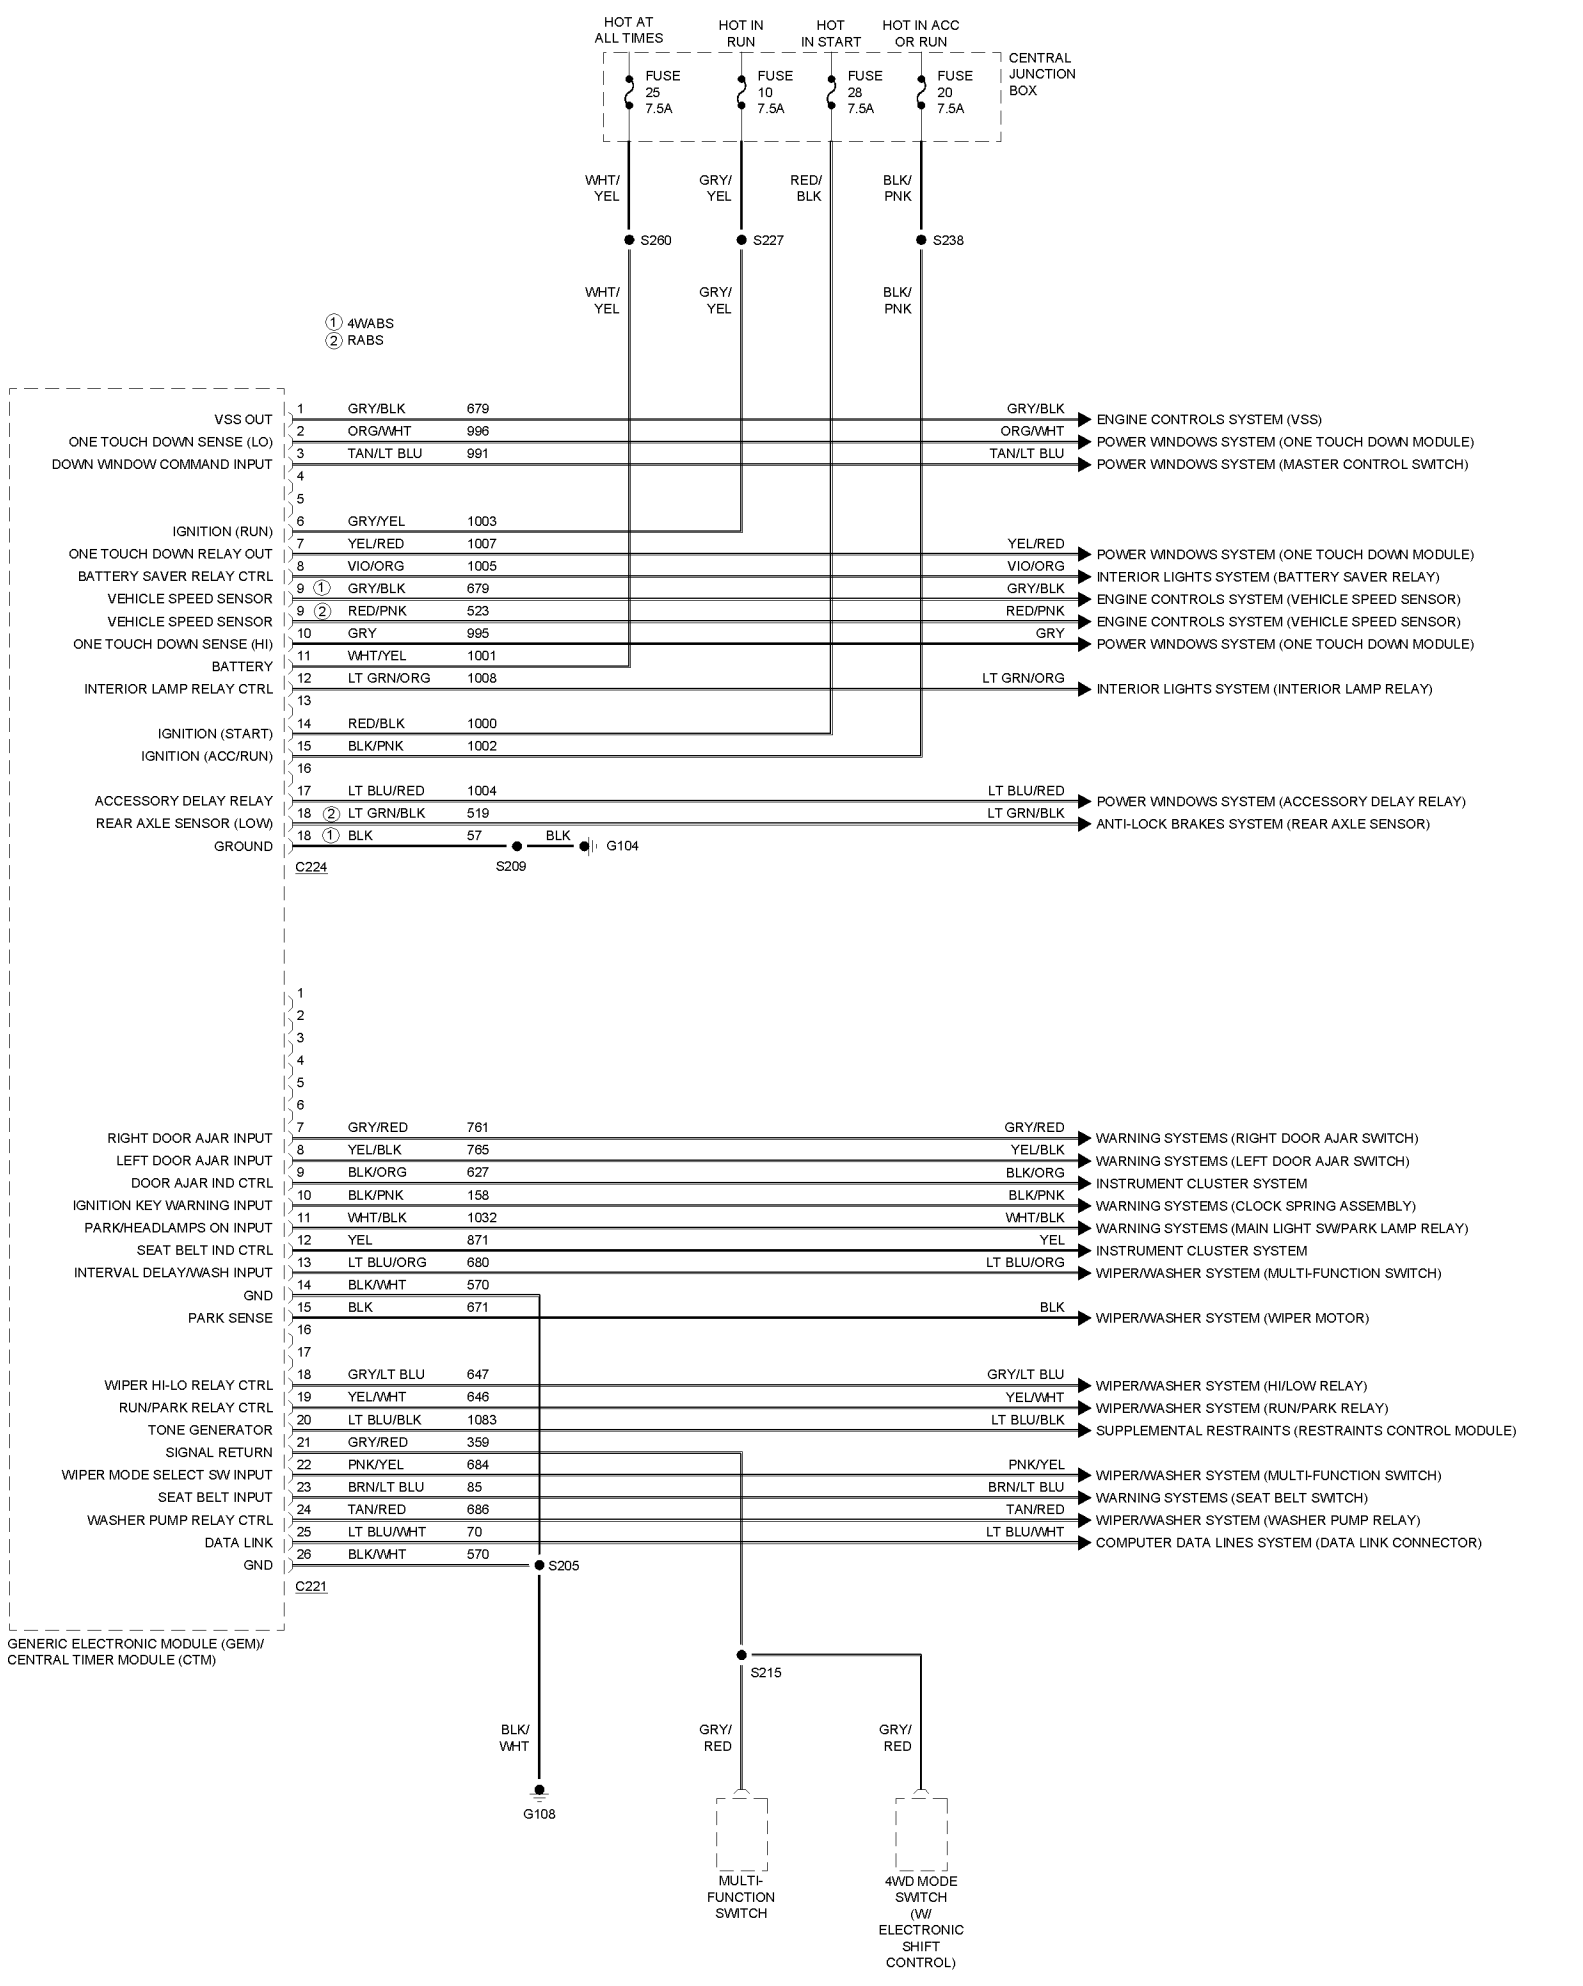 HOT AT
ALL TIMES
HOT IN
RUN
HOT
IN START
HOT IN ACC
OR RUN
CENTRAL
JUNCTION
BOX
FUSE
25
7.5A
FUSE
10
7.5A
FUSE
28
7.5A
FUSE
20
7.5A
WHT/
YEL
GRY/
YEL
RED/
BLK
BLK/
PNK
S260
S227
S238
WHT/
YEL
GRY/
YEL
BLK/
PNK
1 4WABS
2 RABS
VSS OUT 1 GRY/BLK 679 GRY/BLK ENGINE CONTROLS SYSTEM (VSS)
ONE TOUCH DOWN SENSE (LO) 2 ORG/WHT 996 ORG/WHT POWER WINDOWS SYSTEM (ONE TOUCH DOWN MODULE)
DOWN WINDOW COMMAND INPUT 3 TAN/LT BLU 991 TAN/LT BLU POWER WINDOWS SYSTEM (MASTER CONTROL SWITCH)
4
5
IGNITION (RUN) 6 GRY/YEL 1003
ONE TOUCH DOWN RELAY OUT 7 YEL/RED 1007 YEL/RED POWER WINDOWS SYSTEM (ONE TOUCH DOWN MODULE)
BATTERY SAVER RELAY CTRL 8 VIO/ORG 1005 VIO/ORG INTERIOR LIGHTS SYSTEM (BATTERY SAVER RELAY)
VEHICLE SPEED SENSOR 9 1 GRY/BLK 679 GRY/BLK ENGINE CONTROLS SYSTEM (VEHICLE SPEED SENSOR)
VEHICLE SPEED SENSOR 9 2 RED/PNK 523 RED/PNK ENGINE CONTROLS SYSTEM (VEHICLE SPEED SENSOR)
ONE TOUCH DOWN SENSE (HI) 10 GRY 995 GRY POWER WINDOWS SYSTEM (ONE TOUCH DOWN MODULE)
BATTERY 11 WHT/YEL 1001
INTERIOR LAMP RELAY CTRL 12 LT GRN/ORG 1008 LT GRN/ORG INTERIOR LIGHTS SYSTEM (INTERIOR LAMP RELAY)
13
IGNITION (START) 14 RED/BLK 1000
IGNITION (ACC/RUN) 15 BLK/PNK 1002
16
ACCESSORY DELAY RELAY 17 LT BLU/RED 1004 LT BLU/RED POWER WINDOWS SYSTEM (ACCESSORY DELAY RELAY)
REAR AXLE SENSOR (LOW) 18 2 LT GRN/BLK 519 LT GRN/BLK ANTI-LOCK BRAKES SYSTEM (REAR AXLE SENSOR)
GROUND 18 1 BLK 57 BLK G104
C224 S209
1
2
3
4
5
6
RIGHT DOOR AJAR INPUT 7 GRY/RED 761 GRY/RED WARNING SYSTEMS (RIGHT DOOR AJAR SWITCH)
LEFT DOOR AJAR INPUT 8 YEL/BLK 765 YEL/BLK WARNING SYSTEMS (LEFT DOOR AJAR SWITCH)
DOOR AJAR IND CTRL 9 BLK/ORG 627 BLK/ORG INSTRUMENT CLUSTER SYSTEM
IGNITION KEY WARNING INPUT 10 BLK/PNK 158 BLK/PNK WARNING SYSTEMS (CLOCK SPRING ASSEMBLY)
PARK/HEADLAMPS ON INPUT 11 WHT/BLK 1032 WHT/BLK WARNING SYSTEMS (MAIN LIGHT SW/PARK LAMP RELAY)
SEAT BELT IND CTRL 12 YEL 871 YEL INSTRUMENT CLUSTER SYSTEM
INTERVAL DELAY/WASH INPUT 13 LT BLU/ORG 680 LT BLU/ORG WIPER/WASHER SYSTEM (MULTI-FUNCTION SWITCH)
GND 14 BLK/WHT 570
PARK SENSE 15 BLK 671 BLK WIPER/WASHER SYSTEM (WIPER MOTOR)
16
17
WIPER HI-LO RELAY CTRL 18 GRY/LT BLU 647 GRY/LT BLU WIPER/WASHER SYSTEM (HI/LOW RELAY)
RUN/PARK RELAY CTRL 19 YEL/WHT 646 YEL/WHT WIPER/WASHER SYSTEM (RUN/PARK RELAY)
TONE GENERATOR 20 LT BLU/BLK 1083 LT BLU/BLK SUPPLEMENTAL RESTRAINTS (RESTRAINTS CONTROL MODULE)
SIGNAL RETURN 21 GRY/RED 359
WIPER MODE SELECT SW INPUT 22 PNK/YEL 684 PNK/YEL WIPER/WASHER SYSTEM (MULTI-FUNCTION SWITCH)
SEAT BELT INPUT 23 BRN/LT BLU 85 BRN/LT BLU WARNING SYSTEMS (SEAT BELT SWITCH)
WASHER PUMP RELAY CTRL 24 TAN/RED 686 TAN/RED WIPER/WASHER SYSTEM (WASHER PUMP RELAY)
DATA LINK 25 LT BLU/WHT 70 LT BLU/WHT COMPUTER DATA LINES SYSTEM (DATA LINK CONNECTOR)
GND 26 BLK/WHT 570 S205
C221
GENERIC ELECTRONIC MODULE (GEM)/
CENTRAL TIMER MODULE (CTM)
S215
BLK/
WHT
GRY/
RED
GRY/
RED
G108
MULTI-
FUNCTION
SWITCH
4WD MODE
SWITCH
(W/
ELECTRONIC
SHIFT
CONTROL)